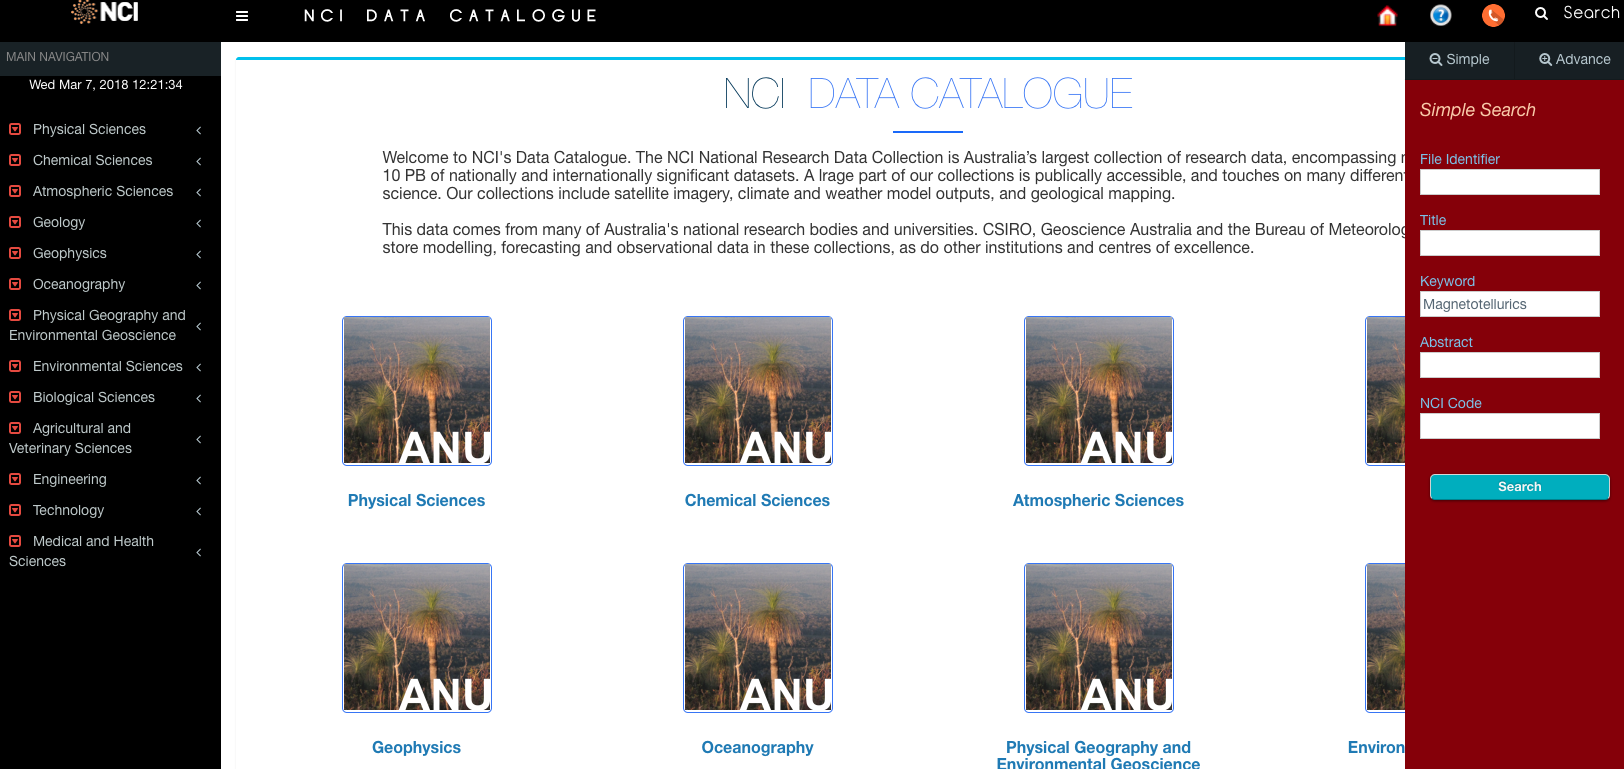 NCI
NCI DATA CATALOGUE
Search
MAIN NAVIGATION
Wed Mar 7, 2018 12:21:34
Physical Sciences
Chemical Sciences
Atmospheric Sciences
Geology
Geophysics
Oceanography
Physical Geography and
Environmental Geoscience
Environmental Sciences
Biological Sciences
Agricultural and
Veterinary Sciences
Engineering
Technology
Medical and Health
Sciences
NCI DATA CATALOGUE
Welcome to NCI's Data Catalogue. The NCI National Research Data Collection is Australia’s largest collection of research data, encompassing
10 PB of nationally and internationally significant datasets. A lrage part of our collections is publically accessible, and touches on many different
science. Our collections include satellite imagery, climate and weather model outputs, and geological mapping.
This data comes from many of Australia's national research bodies and universities. CSIRO, Geoscience Australia and the Bureau of Meteorolog
store modelling, forecasting and observational data in these collections, as do other institutions and centres of excellence.
ANU
ANU
ANU
Physical Sciences
Chemical Sciences
Atmospheric Sciences
ANU
ANU
ANU
Geophysics
Oceanography
Physical Geography and
Environmental Geoscience
Environ
Simple
Advance
Simple Search
File Identifier
Title
Keyword
Magnetotellurics
Abstract
NCI Code
Search